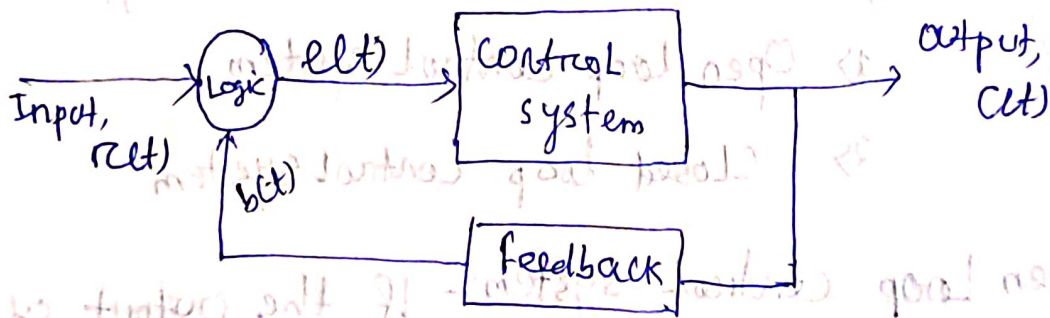 Input,
r(t)
Logic
e(t)
b(t)
Control
system
feedback
output,
C(t)